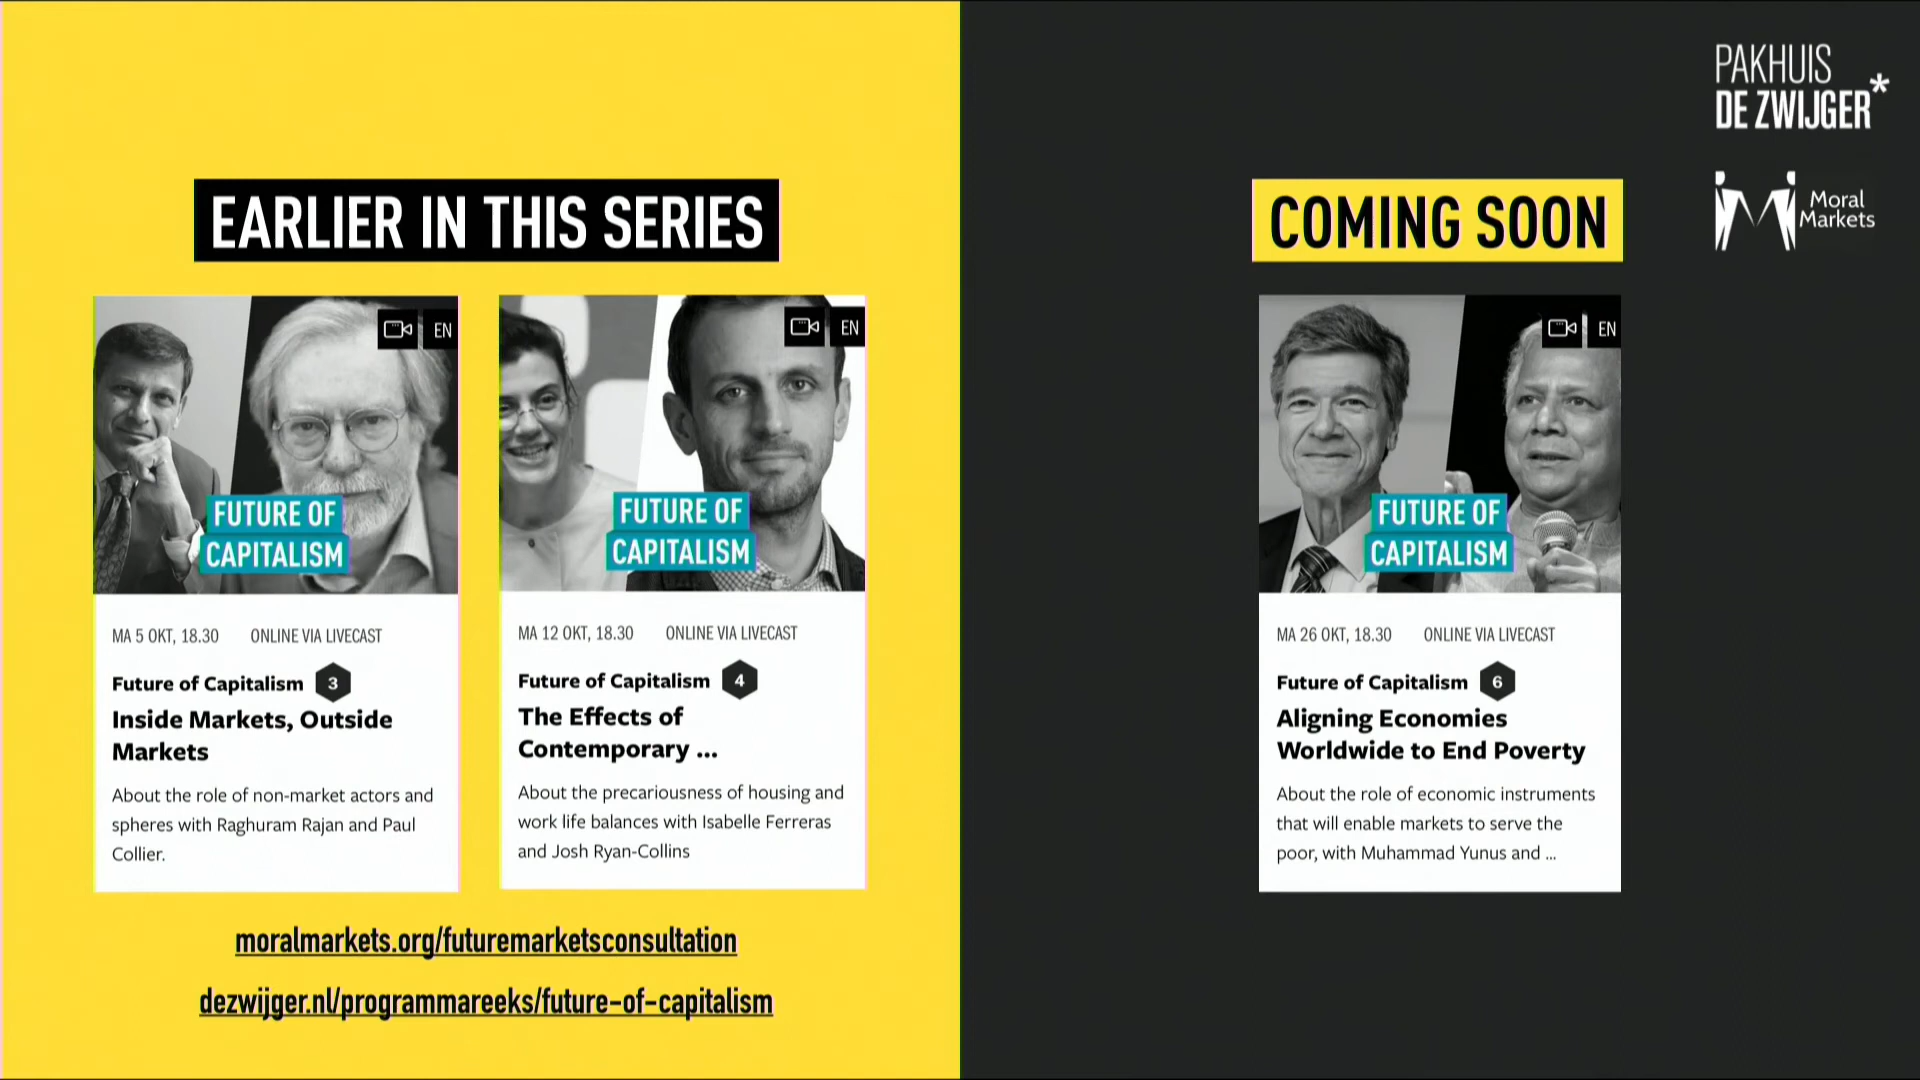 PAKHUIS
DE ZWIJGER*
Moral
Markets
EARLIER IN THIS SERIES
EN
FUTURE OF
CAPITALISM
MA 5 OKT, 18.30 ONLINE VIA LIVECAST
Future of Capitalism 3
Inside Markets, Outside
Markets
About the role of non-market actors and
spheres with Raghuram Rajan and Paul
Collier.
EN
FUTURE OF
CAPITALISM
MA 12 OKT, 18.30 ONLINE VIA LIVECAST
Future of Capitalism 4
The Effects of
Contemporary ...
About the precariousness of housing and
work life balances with Isabelle Ferreras
and Josh Ryan-Collins
moralmarkets.org/futuremarketsconsultation
dezwijger.nl/programmareeks/future-of-capitalism
COMING SOON
EN
FUTURE OF
CAPITALISM
MA 26 OKT, 18.30 ONLINE VIA LIVECAST
Future of Capitalism 6
Aligning Economies
Worldwide to End Poverty
About the role of economic instruments
that will enable markets to serve the
poor, with Muhammad Yunus and ...